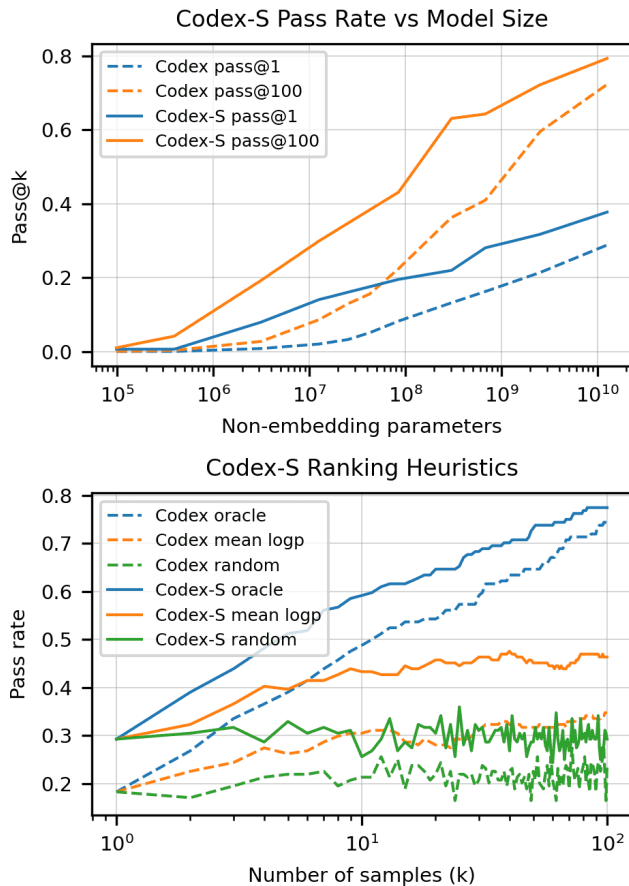 Codex-S Pass Rate vs Model Size
0.8
0.6
0.4
0.2
0.0
Pass@k
Codex pass@1
Codex pass@100
Codex-S pass@1
Codex-S pass@100
10^5 10^6 10^7 10^8 10^9 10^10
Non-embedding parameters
Codex-S Ranking Heuristics
0.8
0.7
0.6
0.5
0.4
0.3
0.2
Pass rate
Codex oracle
Codex mean logp
Codex random
Codex-S oracle
Codex-S mean logp
Codex-S random
10^0 10^1 10^2
Number of samples (k)